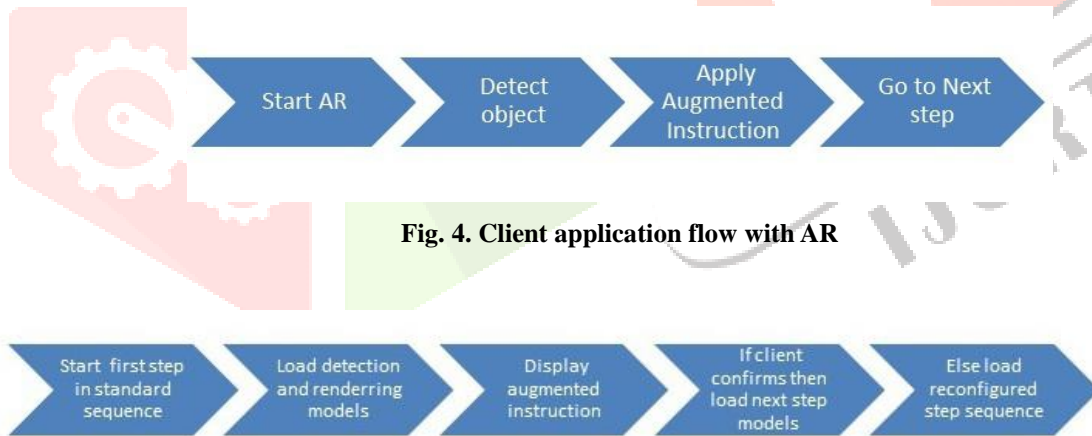 Start AR
Detect
object
Apply
Augmented
Instruction
Go to Next
step
Fig. 4. Client application flow with AR
Start first step
in standard
sequence
Load detection
and renderring
models
Display
augmented
instruction
If client
confirms then
load next step
models
Else load
reconfigured
step sequence